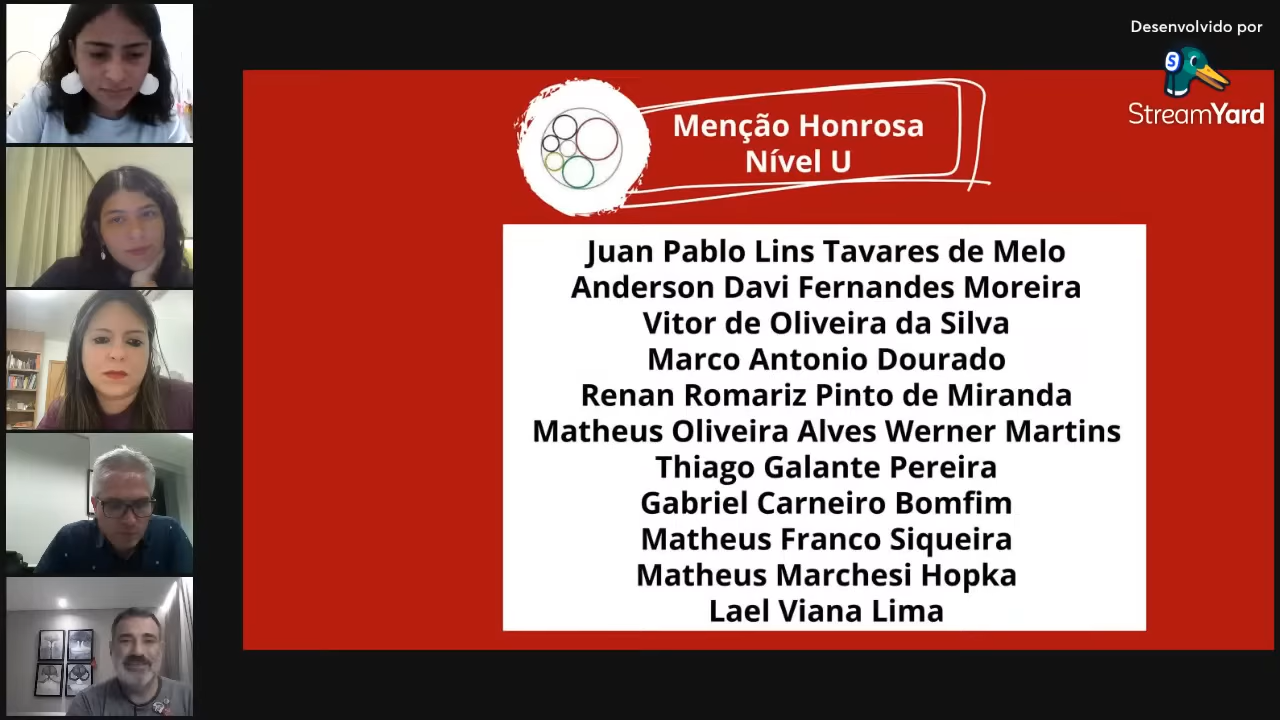 Desenvolvido por
S
StreamYard
Menção Honrosa
Nível U
Juan Pablo Lins Tavares de Melo
Anderson Davi Fernandes Moreira
Vitor de Oliveira da Silva
Marco Antonio Dourado
Renan Romariz Pinto de Miranda
Matheus Oliveira Alves Werner Martins
Thiago Galante Pereira
Gabriel Carneiro Bomfim
Matheus Franco Siqueira
Matheus Marchesi Hopka
Lael Viana Lima